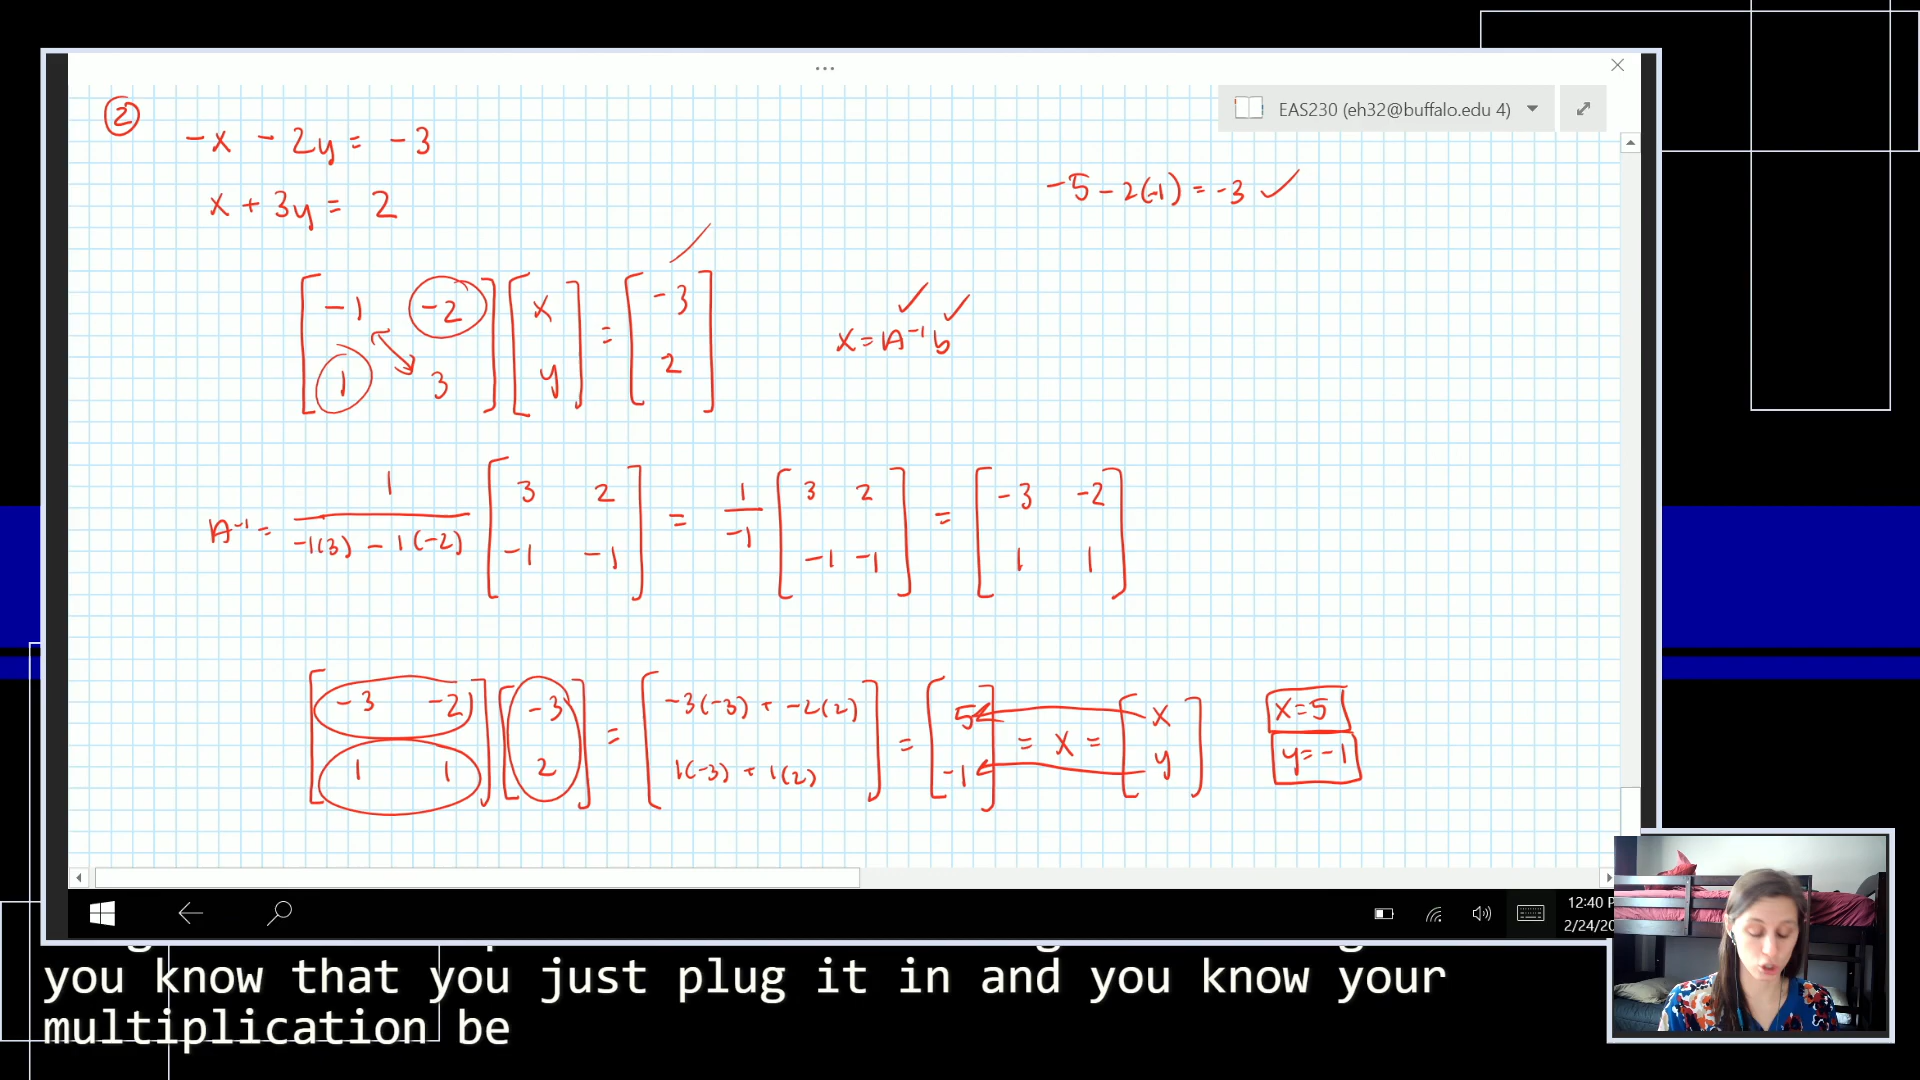 ...
EAS230 (eh32@buffalo.edu 4)
②
-x - 2y = -3
x + 3y = 2
-5 - 2(-1) = -3 ✓
[ -1 -2 ] [ x ] = [ -3 ]
[ 1 3 ] [ y ] [ 2 ]
x = A⁻¹b
A⁻¹ = 1 / (-1(3) - 1(-2)) [ 3 2 ; -1 -1 ] = 1/-1 [ 3 2 ; -1 -1 ] = [ -3 -2 ; 1 1 ]
[ -3 -2 ; 1 1 ] [ -3 ; 2 ] = [ -3(-3) + -2(2) ; 1(-3) + 1(2) ] = [ 5 ; -1 ] = X = [ x ; y ]
x = 5
y = -1
12:40 P
2/24/20
you know that you just plug it in and you know your
multiplication be